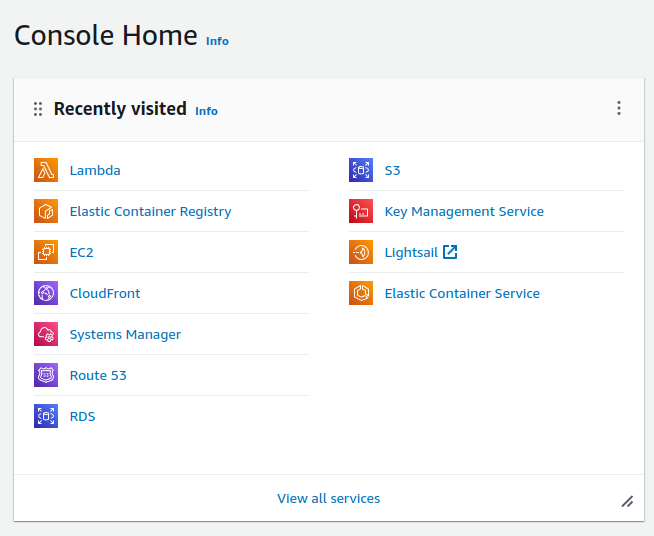 Console Home Info
Recently visited Info
Lambda
Elastic Container Registry
EC2
CloudFront
Systems Manager
Route 53
RDS
S3
Key Management Service
Lightsail
Elastic Container Service
View all services